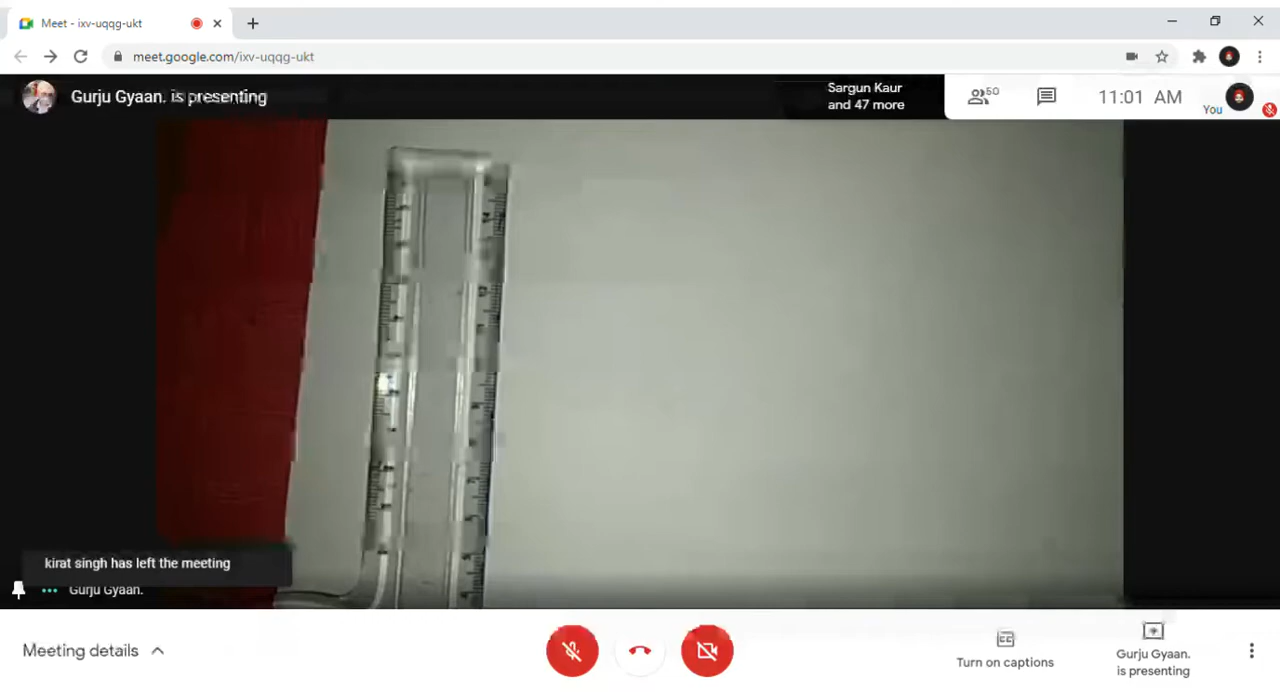 Meet - ixv-uqqg-ukt
meet.google.com/ixv-uqqg-ukt
Gurju Gyaan. is presenting
Sargun Kaur
and 47 more
50
11:01 AM
You
kirat singh has left the meeting
Gurju Gyaan.
Meeting details
Turn on captions
Gurju Gyaan.
is presenting